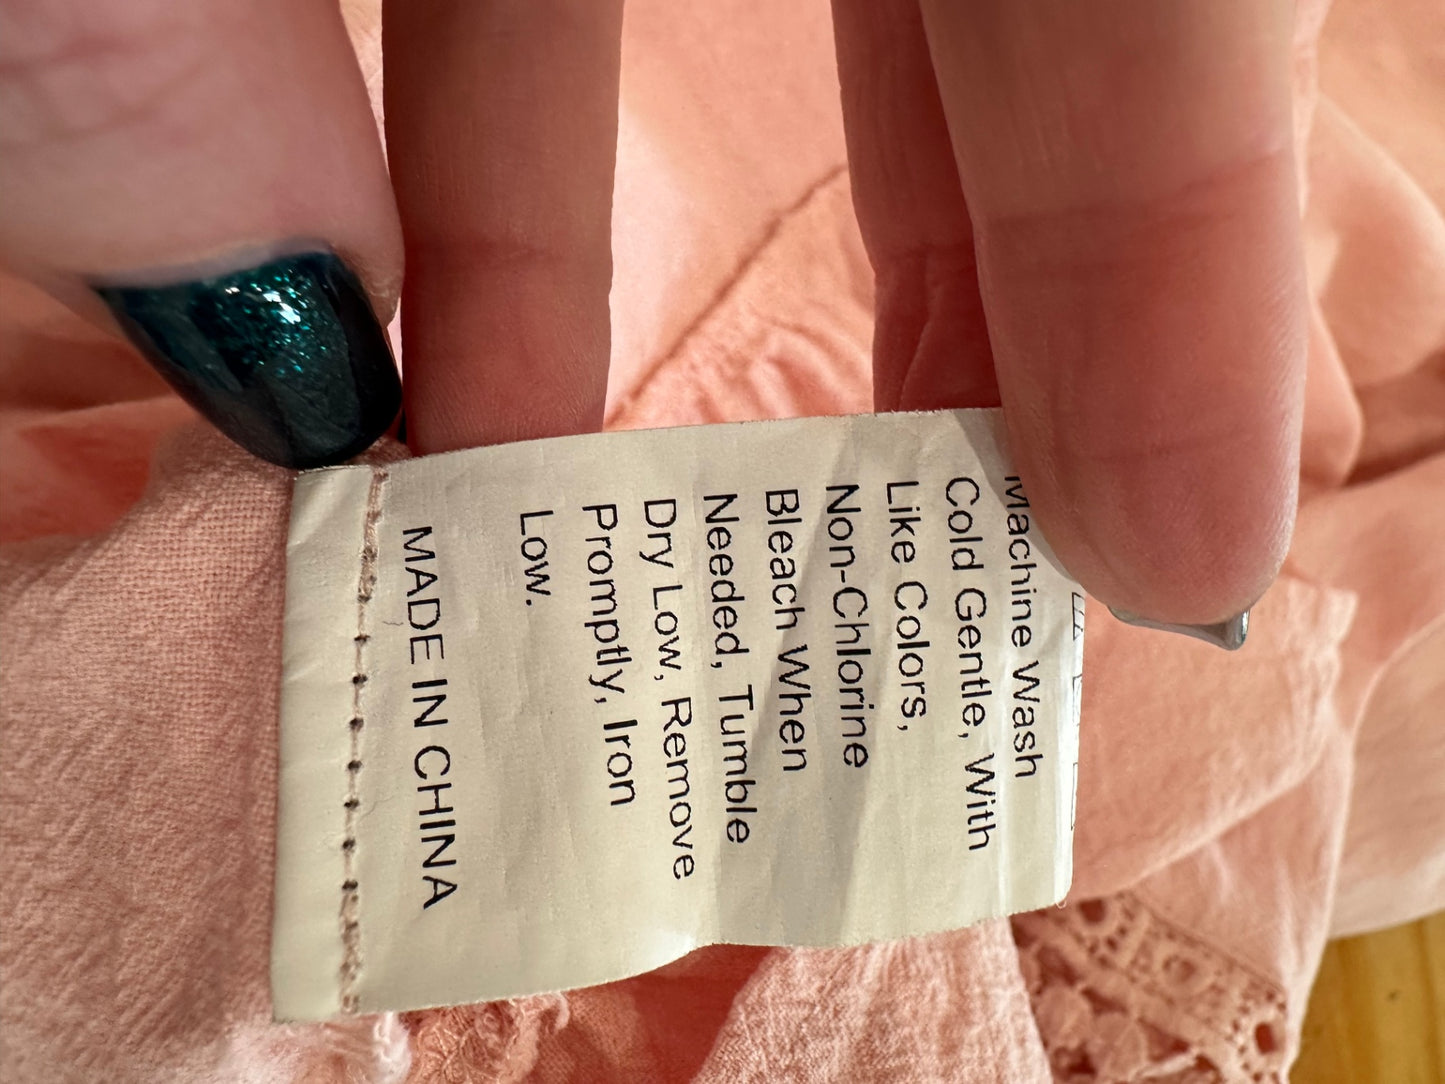 Machine Wash
Cold Gentle, With
Like Colors,
Non-Chlorine
Bleach When
Needed, Tumble
Dry Low, Remove
Promptly, Iron
Low.
MADE IN CHINA